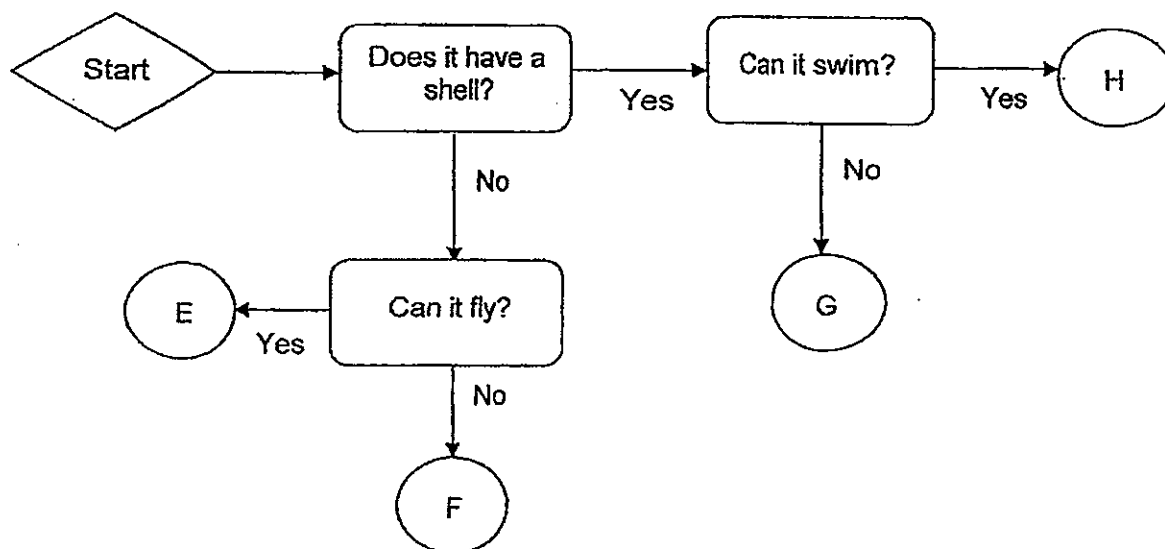 Start
Does it have a
shell?
Yes
Can it swim?
Yes
H
No
No
G
Can it fly?
Yes
E
No
F